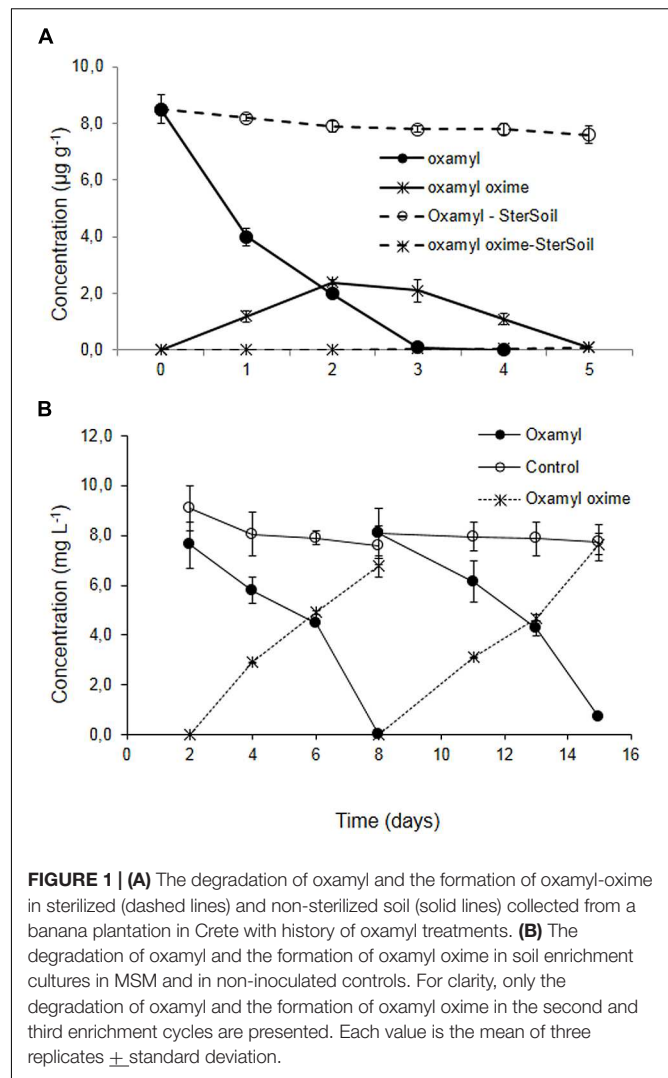 A
10,0
8,0
6,0
4,0
2,0
0,0
Concentration (µg g-1)
oxamyl
oxamyl oxime
Oxamyl - SterSoil
oxamyl oxime-SterSoil
0 1 2 3 4 5
B
12,0
10,0
8,0
6,0
4,0
2,0
0,0
Concentration (mg L-1)
Oxamyl
Control
Oxamyl oxime
0 2 4 6 8 10 12 14 16
Time (days)
FIGURE 1 | (A) The degradation of oxamyl and the formation of oxamyl-oxime
in sterilized (dashed lines) and non-sterilized soil (solid lines) collected from a
banana plantation in Crete with history of oxamyl treatments. (B) The
degradation of oxamyl and the formation of oxamyl oxime in soil enrichment
cultures in MSM and in non-inoculated controls. For clarity, only the
degradation of oxamyl and the formation of oxamyl oxime in the second and
third enrichment cycles are presented. Each value is the mean of three
replicates + standard deviation.